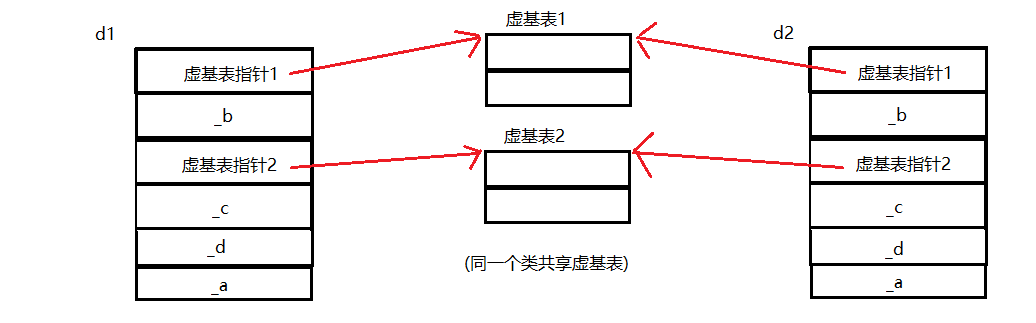 d1
虚基表指针1
_b
虚基表指针2
_c
_d
_a
虚基表1
虚基表2
(同一个类共享虚基表)
d2
虚基表指针1
_b
虚基表指针2
_c
_d
_a